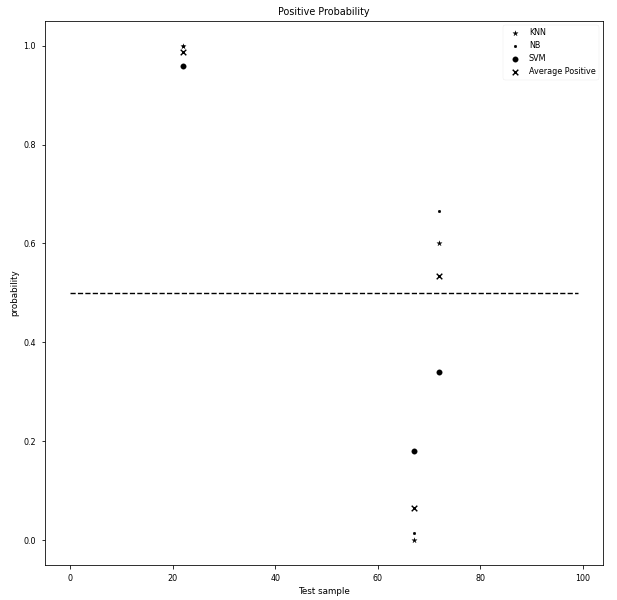 Positive Probability
KNN
NB
SVM
Average Positive
1.0
0.8
0.6
0.4
0.2
0.0
probability
0 20 40 60 80 100
Test sample